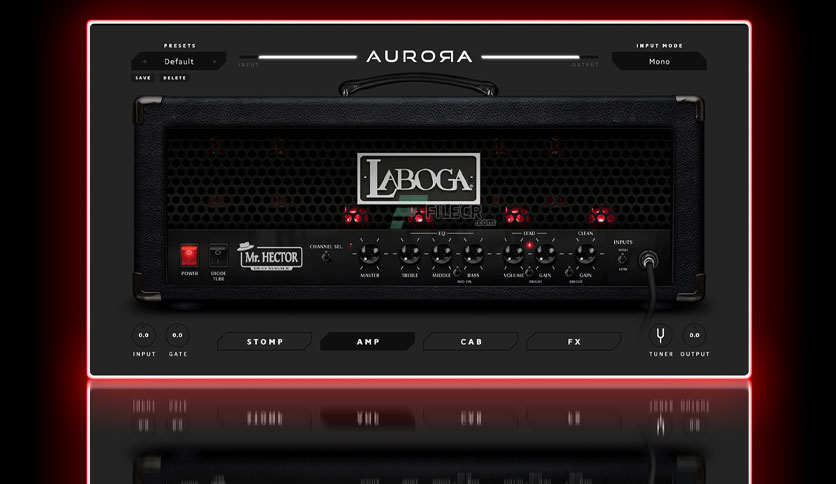 PRESETS
Default
SAVE DELETE
INPUT
AURORA
OUTPUT
INPUT MODE
Mono
LABOGA
FILECR
.com
EQ
LEAD
CLEAN
INPUTS
HIGH
LOW
CHANNEL SEL.
Mr. HECTOR
POWER
DIODE
TUBE
MASTER TREBLE MIDDLE BASS VOLUME GAIN GAIN
BRIGHT BRIGHT
0.0 0.0 0.0
INPUT GATE
STOMP AMP CAB FX
TUNER OUTPUT